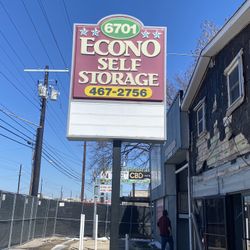 6701
ECONO
SELF
STORAGE
467-2756
CBD